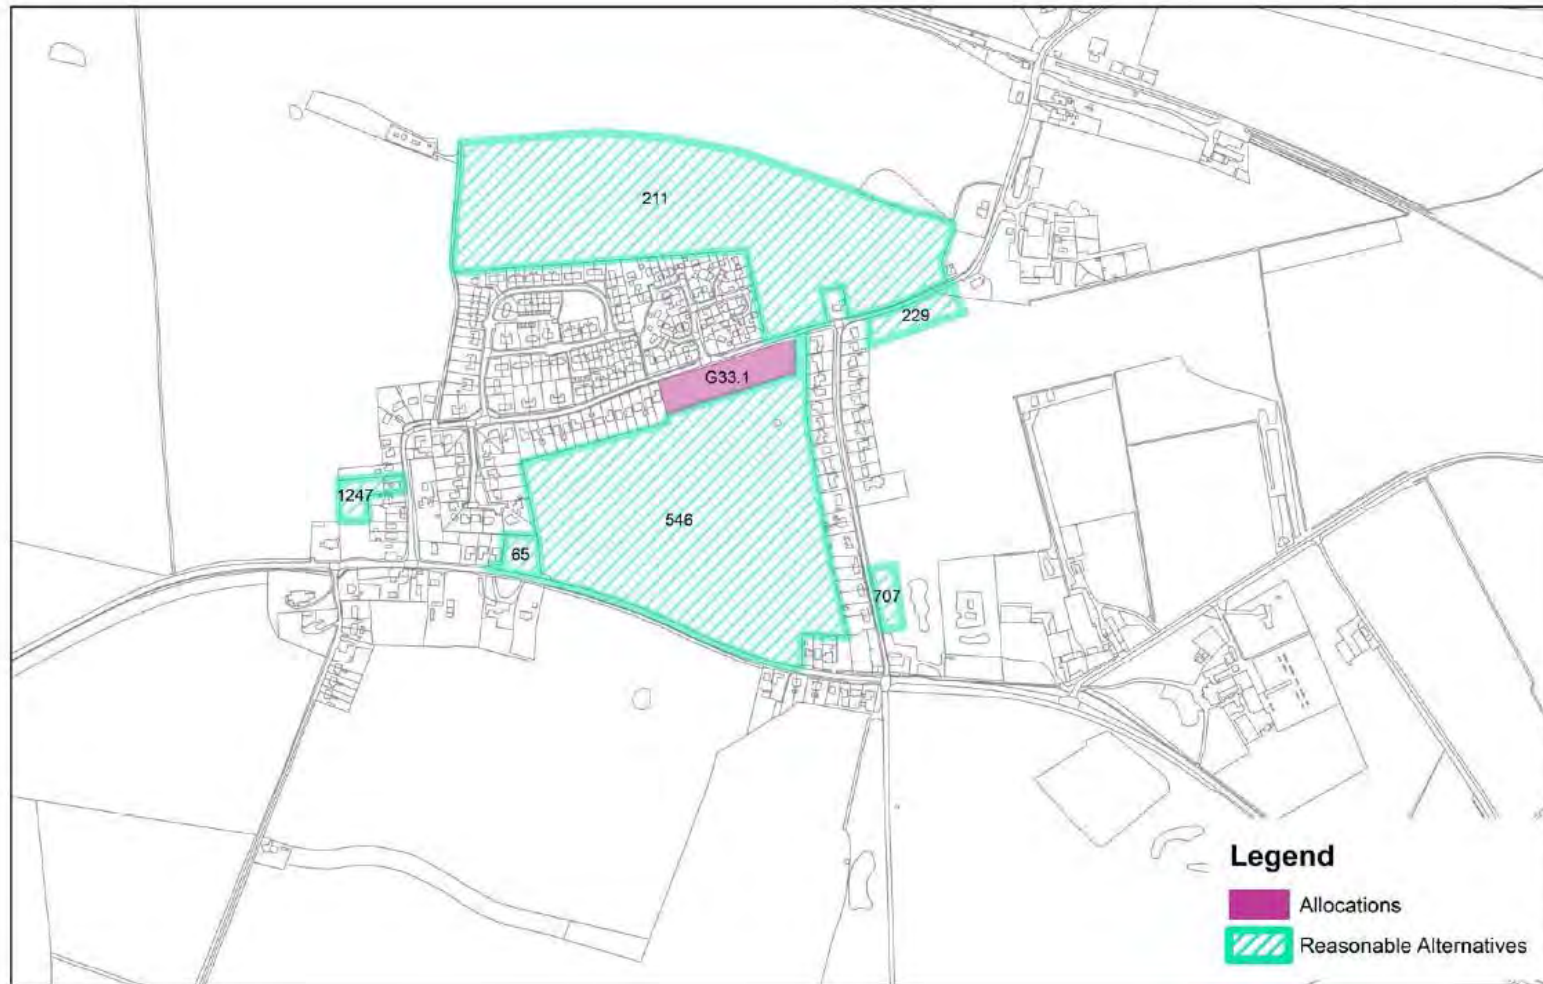 211
229
G33.1
1247
546
65
707
Legend
Allocations
Reasonable Alternatives